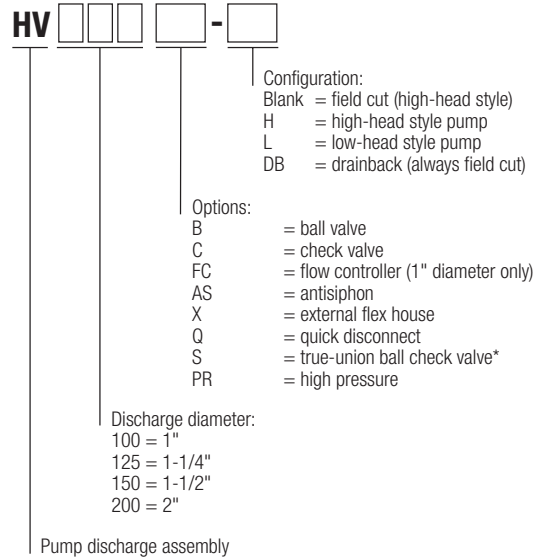 HV -
Configuration:
Blank = field cut (high-head style)
H = high-head style pump
L = low-head style pump
DB = drainback (always field cut)
Options:
B = ball valve
C = check valve
FC = flow controller (1" diameter only)
AS = antisiphon
X = external flex house
Q = quick disconnect
S = true-union ball check valve*
PR = high pressure
Discharge diameter:
100 = 1"
125 = 1-1/4"
150 = 1-1/2"
200 = 2"
Pump discharge assembly